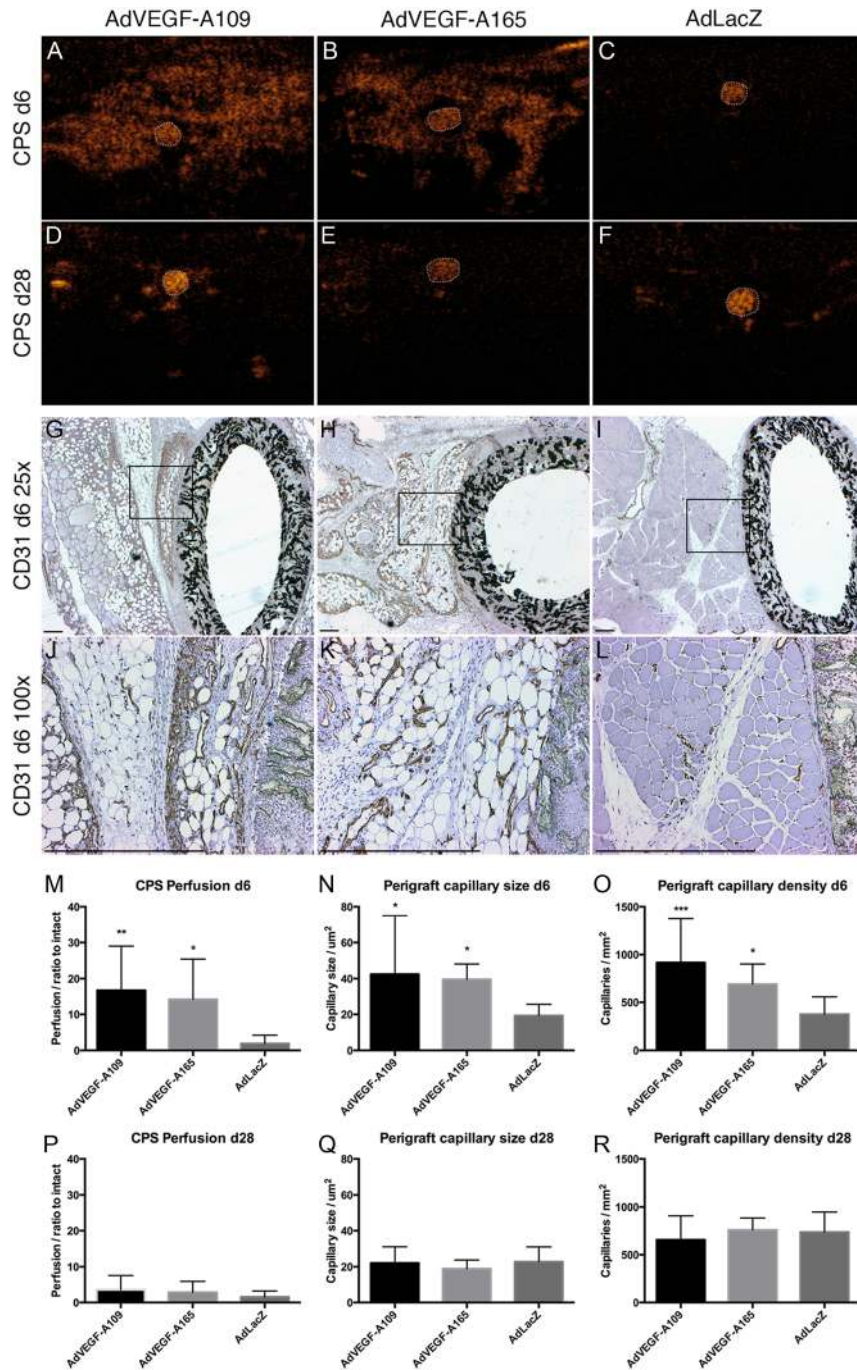 AdVEGF-A109 AdVEGF-A165 AdLacZ
CPS d6
A B C
CPS d28
D E F
CD31 d6 25x
G H I
CD31 d6 100x
J K L
M CPS Perfusion d6
Perfusion / ratio to intact
40
30
20
10
0
**
*
AdVEGF-A109
AdVEGF-A165
AdLacZ
N Perigraft capillary size d6
Capillary size / um²
80
60
40
20
0
*
*
AdVEGF-A109
AdVEGF-A165
AdLacZ
O Perigraft capillary density d6
Capillaries / mm²
1500
1000
500
0
***
*
AdVEGF-A109
AdVEGF-A165
AdLacZ
P CPS Perfusion d28
Perfusion / ratio to intact
40
30
20
10
0
AdVEGF-A109
AdVEGF-A165
AdLacZ
Q Perigraft capillary size d28
Capillary size / um²
80
60
40
20
0
AdVEGF-A109
AdVEGF-A165
AdLacZ
R Perigraft capillary density d28
Capillaries / mm²
1500
1000
500
0
AdVEGF-A109
AdVEGF-A165
AdLacZ